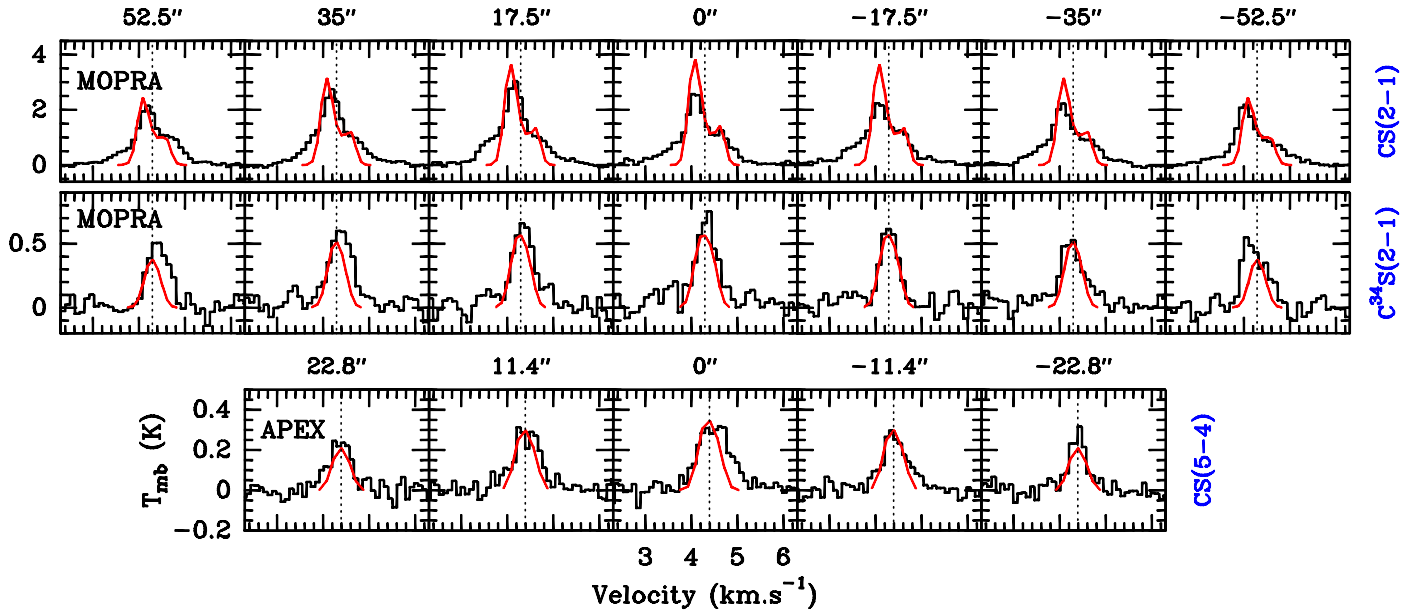 52.5″ 35″ 17.5″ 0″ −17.5″ −35″ −52.5″
4
MOPRA
2
0
CS(2−1)
MOPRA
0.5
0
C³⁴S(2−1)
22.8″ 11.4″ 0″ −11.4″ −22.8″
0.4
APEX
0.2
0
−0.2
T_mb (K)
CS(5−4)
3 4 5 6
Velocity (km.s⁻¹)